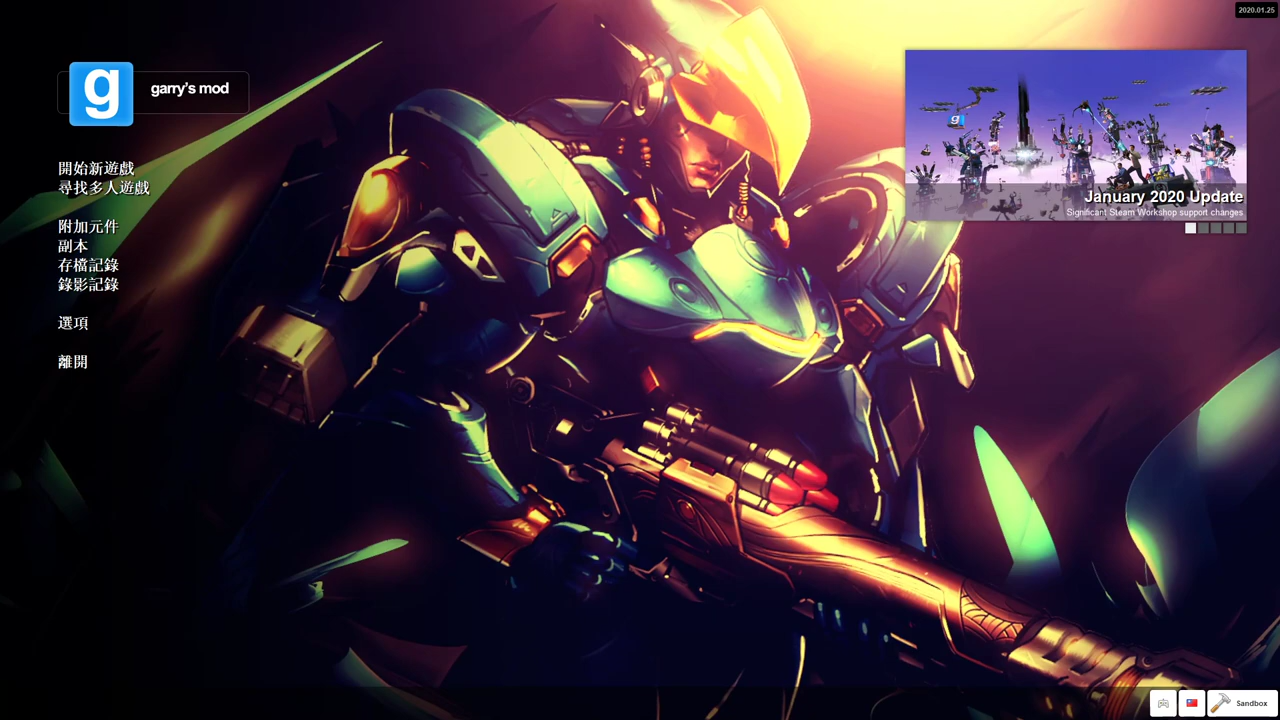 2020.01.25
g
garry's mod
開始新遊戲
尋找多人遊戲
附加元件
副本
存檔記錄
錄影記錄
選項
離開
g
January 2020 Update
Significant Steam Workshop support changes
Sandbox